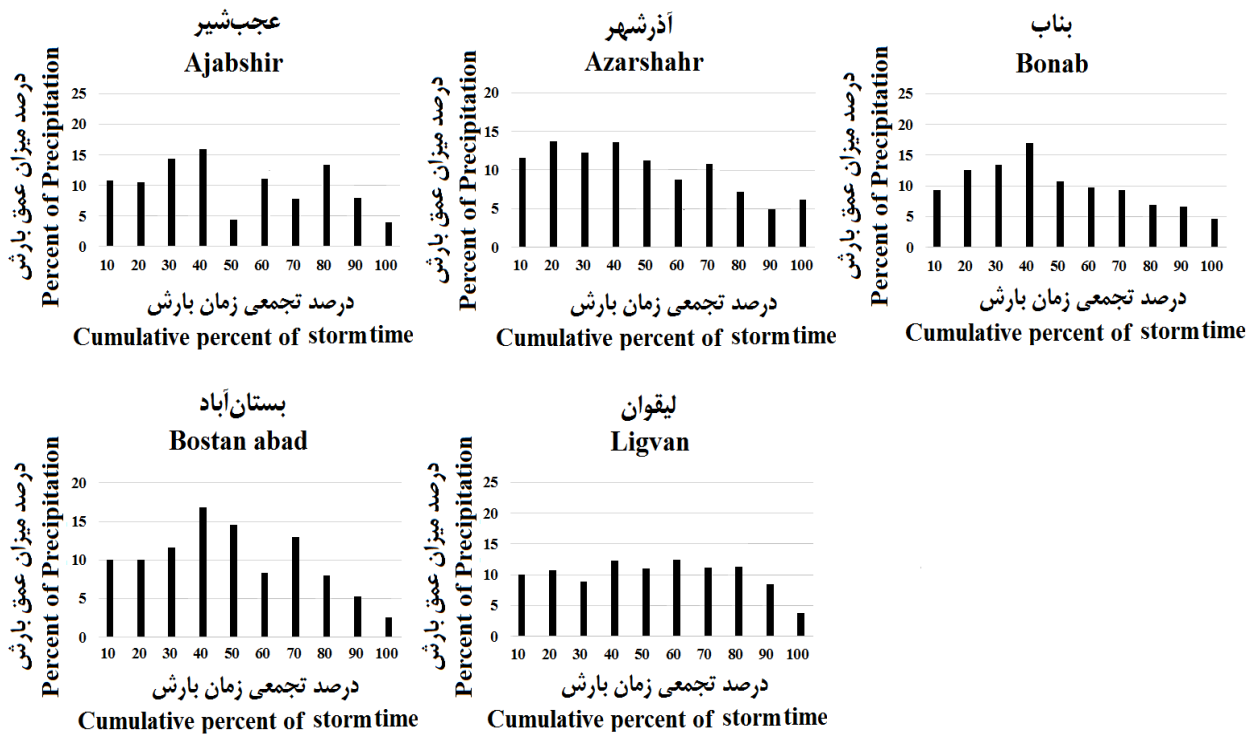 عجب‌شیر
Ajabshir
درصد میزان عمق بارش
Percent of Precipitation
25
20
15
10
5
0
10 20 30 40 50 60 70 80 90 100
درصد تجمعی زمان بارش
Cumulative percent of storm time
آذرشهر
Azarshahr
درصد میزان عمق بارش
Percent of Precipitation
20
15
10
5
0
10 20 30 40 50 60 70 80 90 100
درصد تجمعی زمان بارش
Cumulative percent of storm time
بناب
Bonab
درصد میزان عمق بارش
Percent of Precipitation
25
20
15
10
5
0
10 20 30 40 50 60 70 80 90 100
درصد تجمعی زمان بارش
Cumulative percent of storm time
بستان‌آباد
Bostan abad
درصد میزان عمق بارش
Percent of Precipitation
20
15
10
5
0
10 20 30 40 50 60 70 80 90 100
درصد تجمعی زمان بارش
Cumulative percent of storm time
لیقوان
Ligvan
درصد میزان عمق بارش
Percent of Precipitation
25
20
15
10
5
0
10 20 30 40 50 60 70 80 90 100
درصد تجمعی زمان بارش
Cumulative percent of storm time